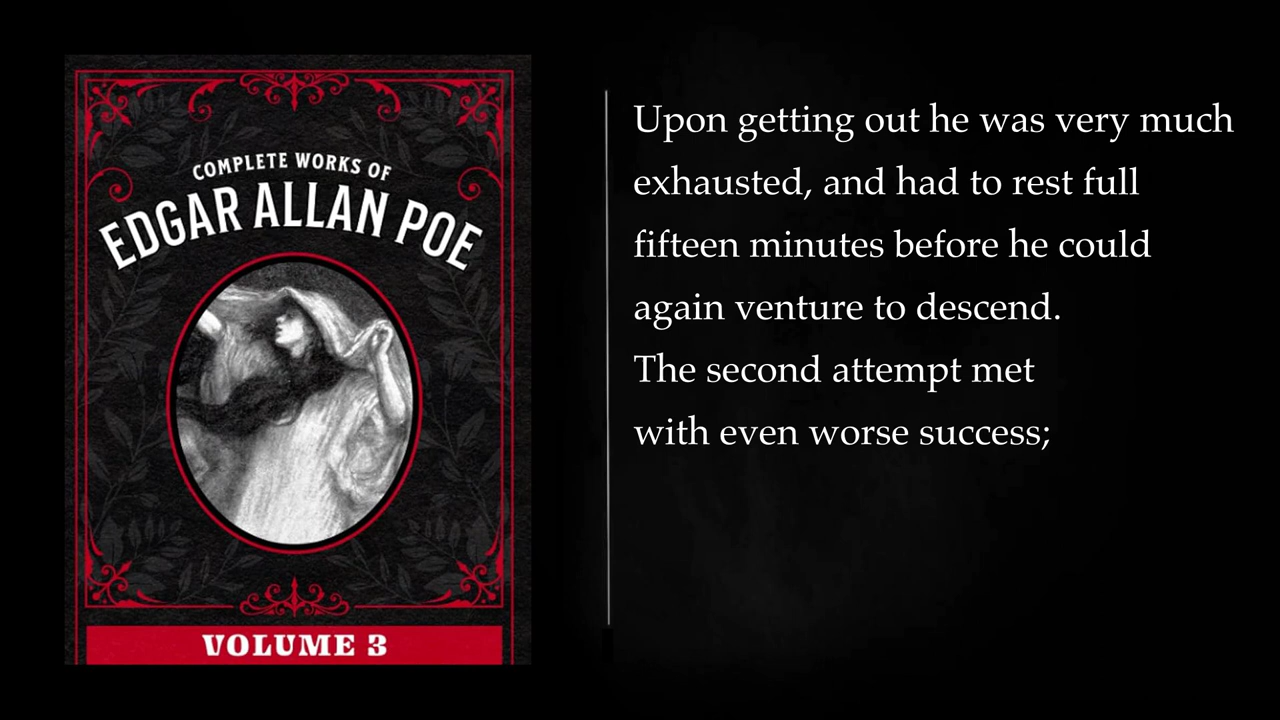 COMPLETE WORKS OF
EDGAR ALLAN POE
VOLUME 3
Upon getting out he was very much
exhausted, and had to rest full
fifteen minutes before he could
again venture to descend.
The second attempt met
with even worse success;